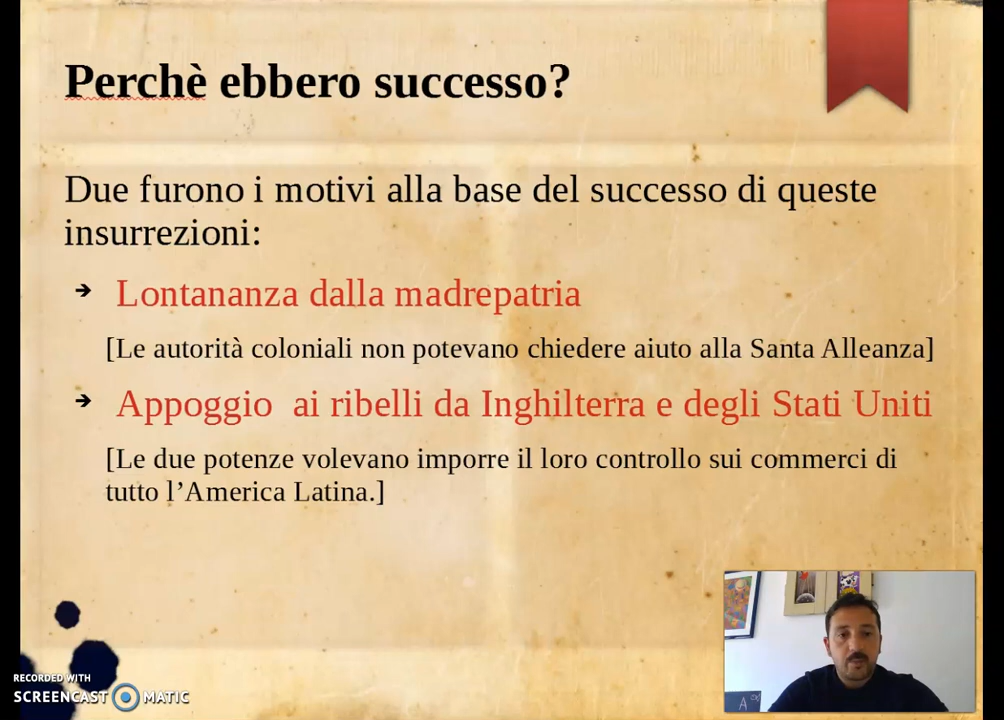 Perchè ebbero successo?
Due furono i motivi alla base del successo di queste
insurrezioni:
➔ Lontananza dalla madrepatria
[Le autorità coloniali non potevano chiedere aiuto alla Santa Alleanza]
➔ Appoggio  ai ribelli da Inghilterra e degli Stati Uniti
[Le due potenze volevano imporre il loro controllo sui commerci di
tutto l’America Latina.]
RECORDED WITH
SCREENCAST MATIC
A